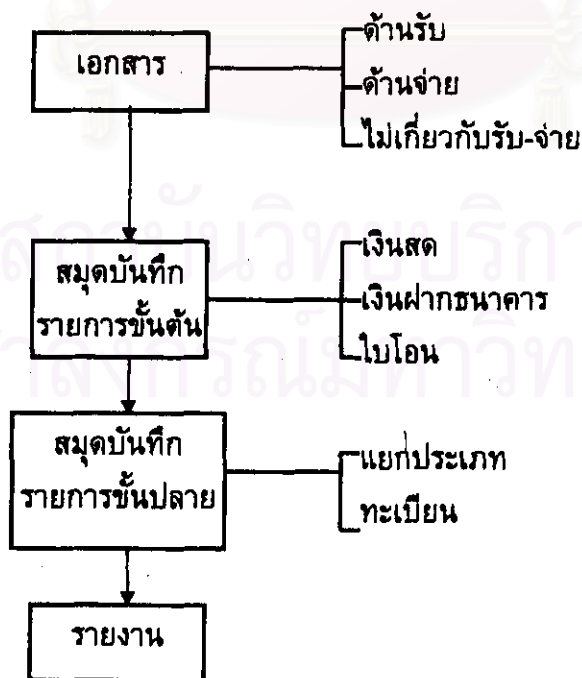 เอกสาร
ด้านรับ
ด้านจ่าย
ไม่เกี่ยวกับรับ-จ่าย
สมุดบันทึก
รายการขั้นต้น
เงินสด
เงินฝากธนาคาร
ใบโอน
สมุดบันทึก
รายการขั้นปลาย
แยกประเภท
ทะเบียน
รายงาน